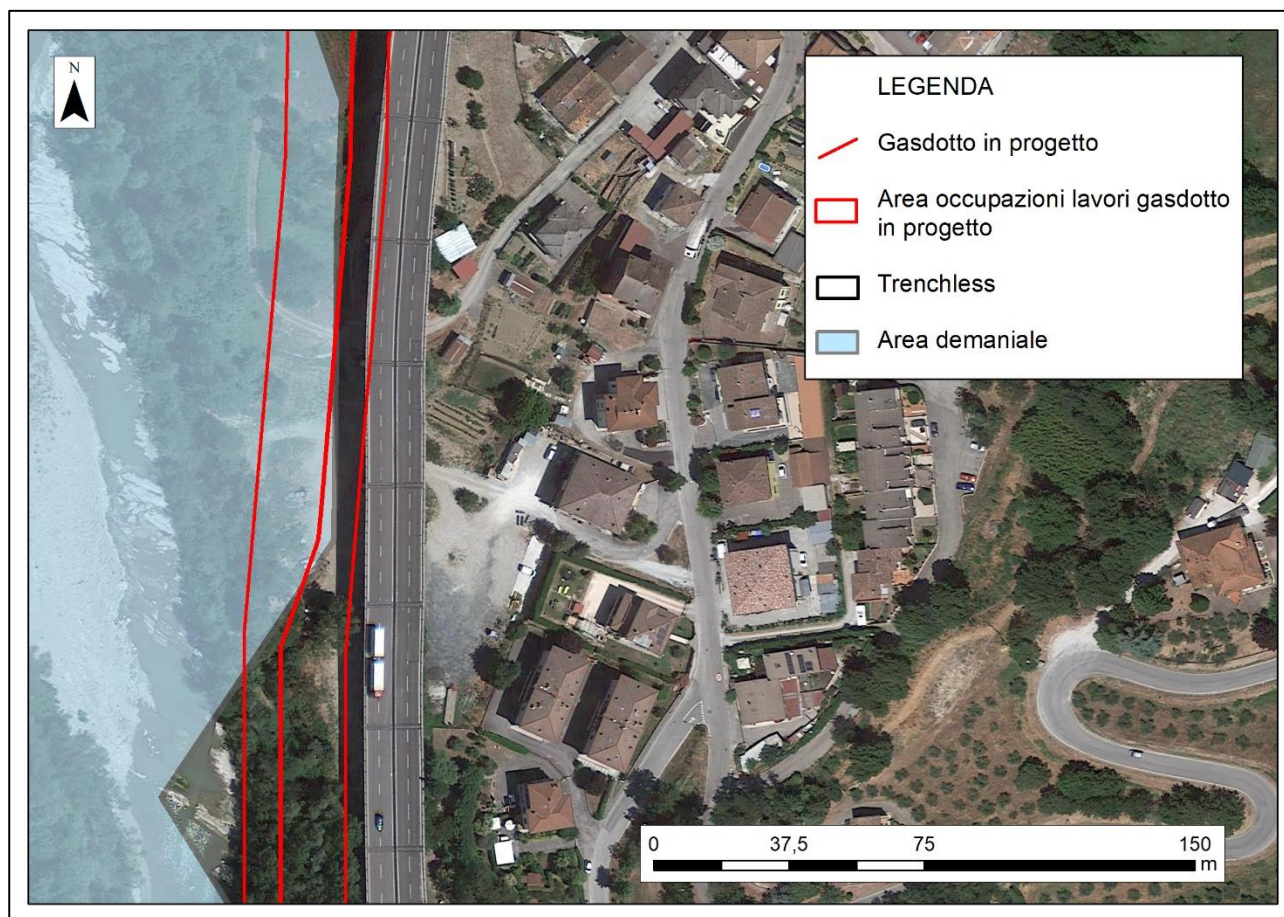 N
LEGENDA
Gasdotto in progetto
Area occupazioni lavori gasdotto
in progetto
Trenchless
Area demaniale
0 37,5 75 150
m